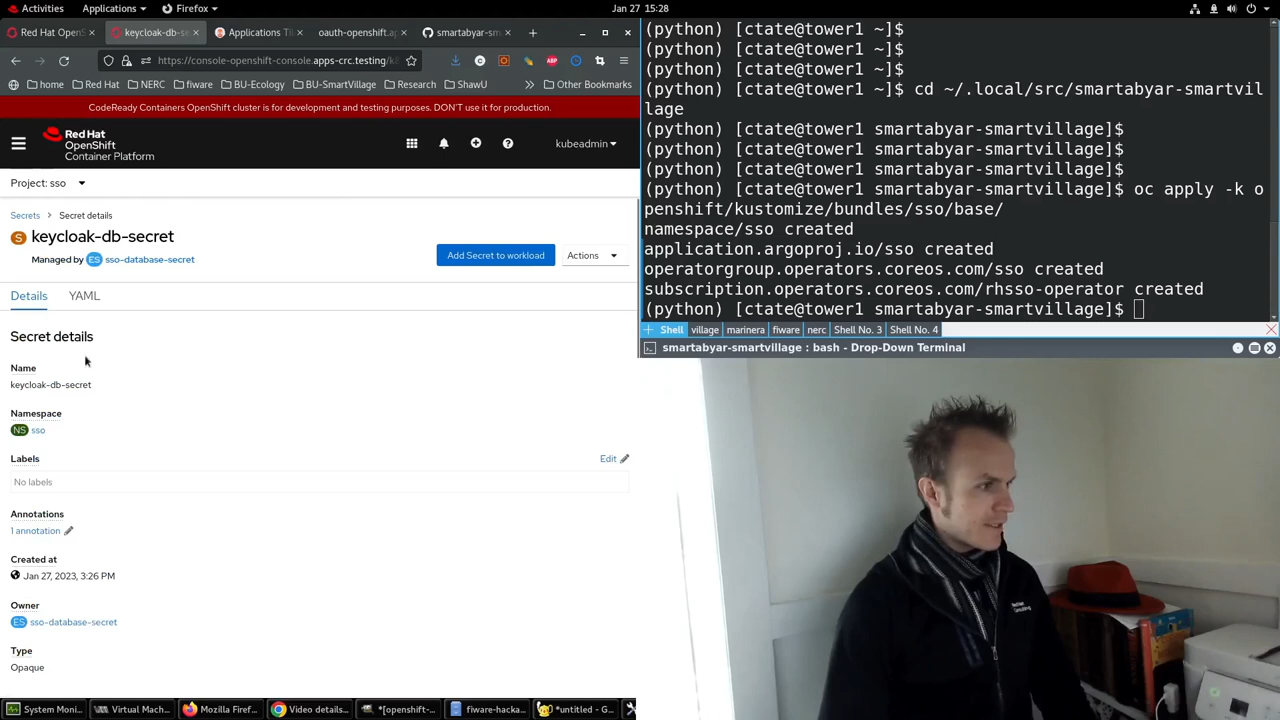 Activities
Applications
Firefox
Jan 27 15:28
Red Hat OpenS
keycloak-db-se
Applications Til
oauth-openshift.ap
smartabyar-sm
https://console-openshift-console.apps-crc.testing/k8
home
Red Hat
NERC
fiware
BU-Ecology
BU-SmartVillage
Research
ShawU
Other Bookmarks
CodeReady Containers OpenShift cluster is for development and testing purposes. DON'T use it for production.
Red Hat
OpenShift
Container Platform
kubeadmin
Project: sso
Secrets > Secret details
S keycloak-db-secret
Managed by ES sso-database-secret
Add Secret to workload
Actions
Details
YAML
Secret details
Name
keycloak-db-secret
Namespace
NS sso
Labels
Edit
No labels
Annotations
1 annotation
Created at
Jan 27, 2023, 3:26 PM
Owner
ES sso-database-secret
Type
Opaque
(python) [ctate@tower1 ~]$
(python) [ctate@tower1 ~]$
(python) [ctate@tower1 ~]$
(python) [ctate@tower1 ~]$ cd ~/.local/src/smartabyar-smartvil
lage
(python) [ctate@tower1 smartabyar-smartvillage]$
(python) [ctate@tower1 smartabyar-smartvillage]$
(python) [ctate@tower1 smartabyar-smartvillage]$
(python) [ctate@tower1 smartabyar-smartvillage]$ oc apply -k o
penshift/kustomize/bundles/sso/base/
namespace/sso created
application.argoproj.io/sso created
operatorgroup.operators.coreos.com/sso created
subscription.operators.coreos.com/rhsso-operator created
(python) [ctate@tower1 smartabyar-smartvillage]$
Shell
village
marinera
fiware
nerc
Shell No. 3
Shell No. 4
smartabyar-smartvillage : bash - Drop-Down Terminal
System Moni...
Virtual Mach...
Mozilla Firef...
Video details...
*[openshift-...
fiware-hacka...
*untitled - G...